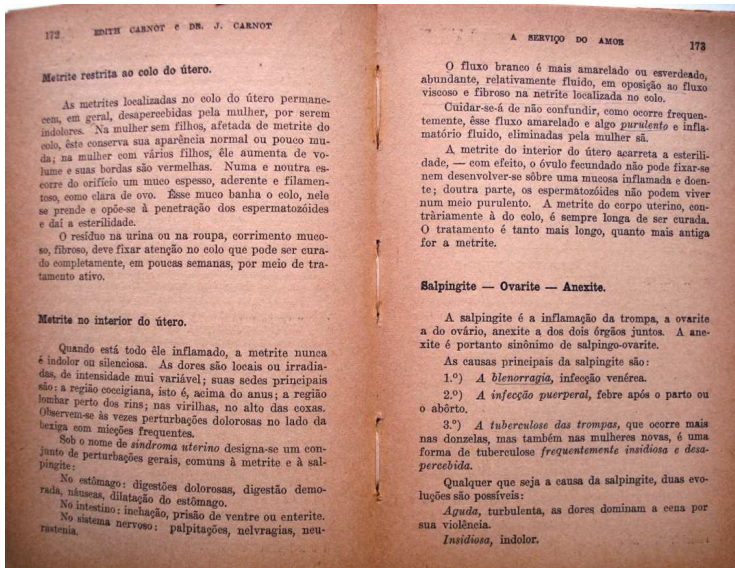 172 EDITH CARNOT e DR. J. CARNOT
Metrite restrita ao colo do útero.
As metrites localizadas no colo do útero permane-
cem, em geral, desapercebidas pela mulher, por serem
indolores. Na mulher sem filhos, afetada de metrite do
colo, êste conserva sua aparência normal ou pouco mu-
da; na mulher com vários filhos, êle aumenta de vo-
lume e suas bordas são vermelhas. Numa e noutra es-
corre do orifício um muco espesso, aderente e filamen-
toso, como clara de ovo. Êsse muco banha o colo, nele
se prende e opõe-se à penetração dos espermatozóides
e daí a esterilidade.
O resíduo na urina ou na roupa, corrimento muco-
so, fibroso, deve fixar atenção no colo que pode ser cura-
do completamente, em poucas semanas, por meio de tra-
tamento ativo.
Metrite no interior do útero.
Quando está todo êle inflamado, a metrite nunca
é indolor ou silenciosa. As dores são locais ou irradia-
das, de intensidade mui variável; suas sedes principais
são: a região coccigiana, isto é, acima do anus; a região
lombar perto dos rins; nas virilhas, no alto das coxas.
Observem-se às vezes perturbações dolorosas no lado da
bexiga com micções frequentes.
Sob o nome de síndroma uterino designa-se um con-
junto de perturbações gerais, comuns à metrite e à sal-
pingite:
No estômago: digestões dolorosas, digestão demo-
rada, náuseas, dilatação do estômago.
No intestino: inchação, prisão de ventre ou enterite.
No sistema nervoso: palpitações, nelvragias, neu-
rastenia.
A SERVIÇO DO AMOR 173
O fluxo branco é mais amarelado ou esverdeado,
abundante, relativamente fluido, em oposição ao fluxo
viscoso e fibroso na netrite localizada no colo.
Cuidar-se-á de não confundir, como ocorre frequen-
temente, êsse fluxo amarelado e algo purulento e infla-
matório fluido, eliminadas pela mulher sã.
A metrite do interior do útero acarreta a esterili-
dade, — com efeito, o óvulo fecundado não pode fixar-se
nem desenvolver-se sôbre uma mucosa inflamada e doen-
te; doutra parte, os espermatozóides não podem viver
num meio purulento. A metrite do corpo uterino, con-
tràriamente à do colo, é sempre longa de ser curada.
O tratamento é tanto mais longo, quanto mais antiga
for a metrite.
Salpingite — Ovarite — Anexite.
A salpingite é a inflamação da trompa, a ovarite
a do ovário, anexite a dos dois órgãos juntos. A ane-
xite é portanto sinônimo de salpingo-ovarite.
As causas principais da salpingite são:
1.º) A blenorragia, infecção venérea.
2.º) A infecção puerperal, febre após o parto ou
o abôrto.
3.º) A tuberculose das trompas, que ocorre mais
nas donzelas, mas também nas mulheres novas, é uma
forma de tuberculose frequentemente insidiosa e desa-
percebida.
Qualquer que seja a causa da salpingite, duas evo-
luções são possíveis:
Aguda, turbulenta, as dores dominam a cena por
sua violência.
Insidiosa, indolor.